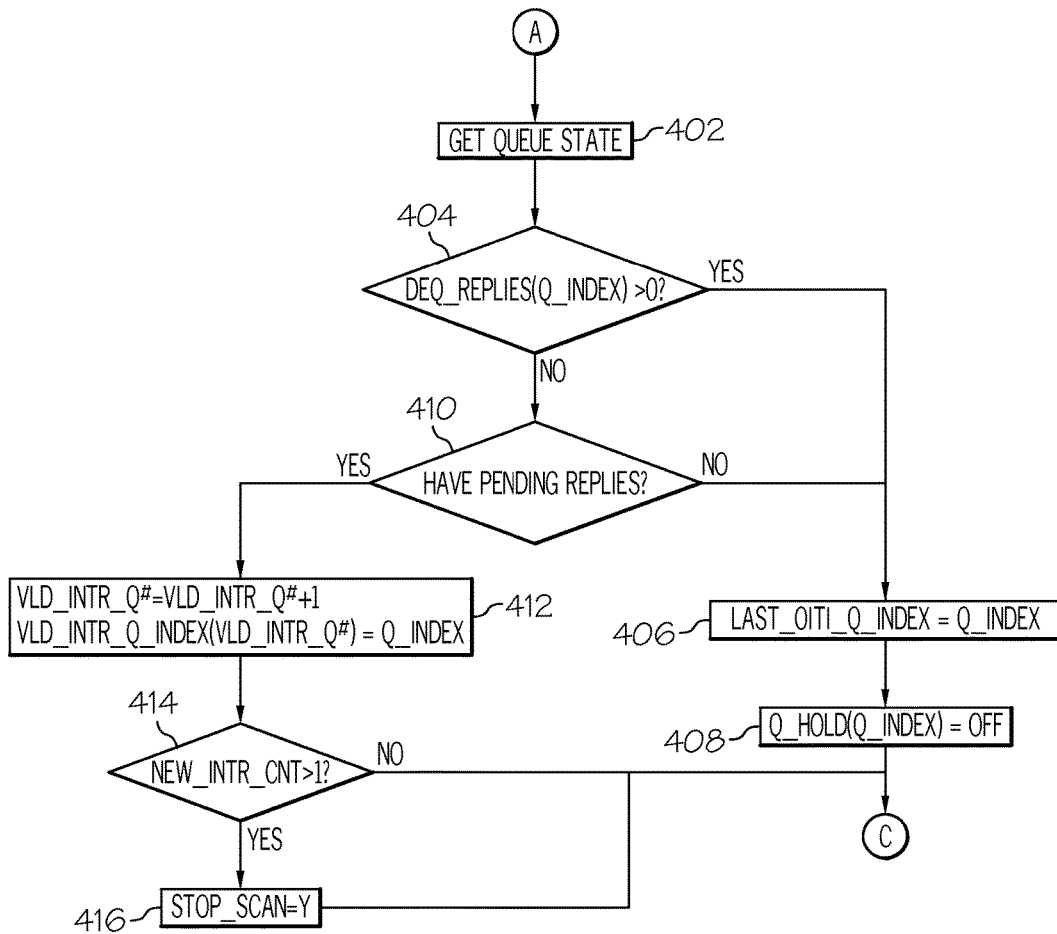 A
GET QUEUE STATE
402
404
DEQ_REPLIES(Q_INDEX) >0?
YES
NO
410
HAVE PENDING REPLIES?
YES
NO
VLD_INTR_Q#=VLD_INTR_Q#+1
VLD_INTR_Q_INDEX(VLD_INTR_Q#) = Q_INDEX
412
LAST_OITI_Q_INDEX = Q_INDEX
406
414
NEW_INTR_CNT>1?
NO
YES
Q_HOLD(Q_INDEX) = OFF
408
C
STOP_SCAN=Y
416